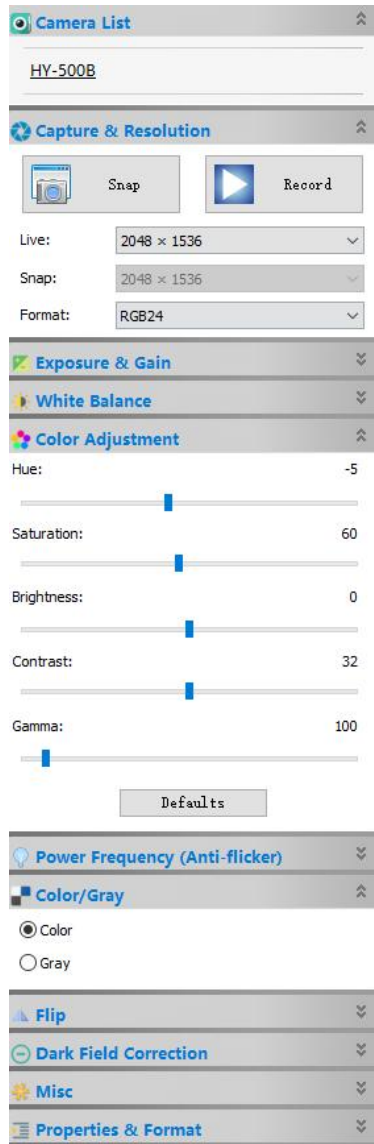 Camera List
HY-500B
Capture & Resolution
Snap Record
Live: 2048 × 1536
Snap: 2048 × 1536
Format: RGB24
Exposure & Gain
White Balance
Color Adjustment
Hue: -5
Saturation: 60
Brightness: 0
Contrast: 32
Gamma: 100
Defaults
Power Frequency (Anti-flicker)
Color/Gray
Color
Gray
Flip
Dark Field Correction
Misc
Properties & Format